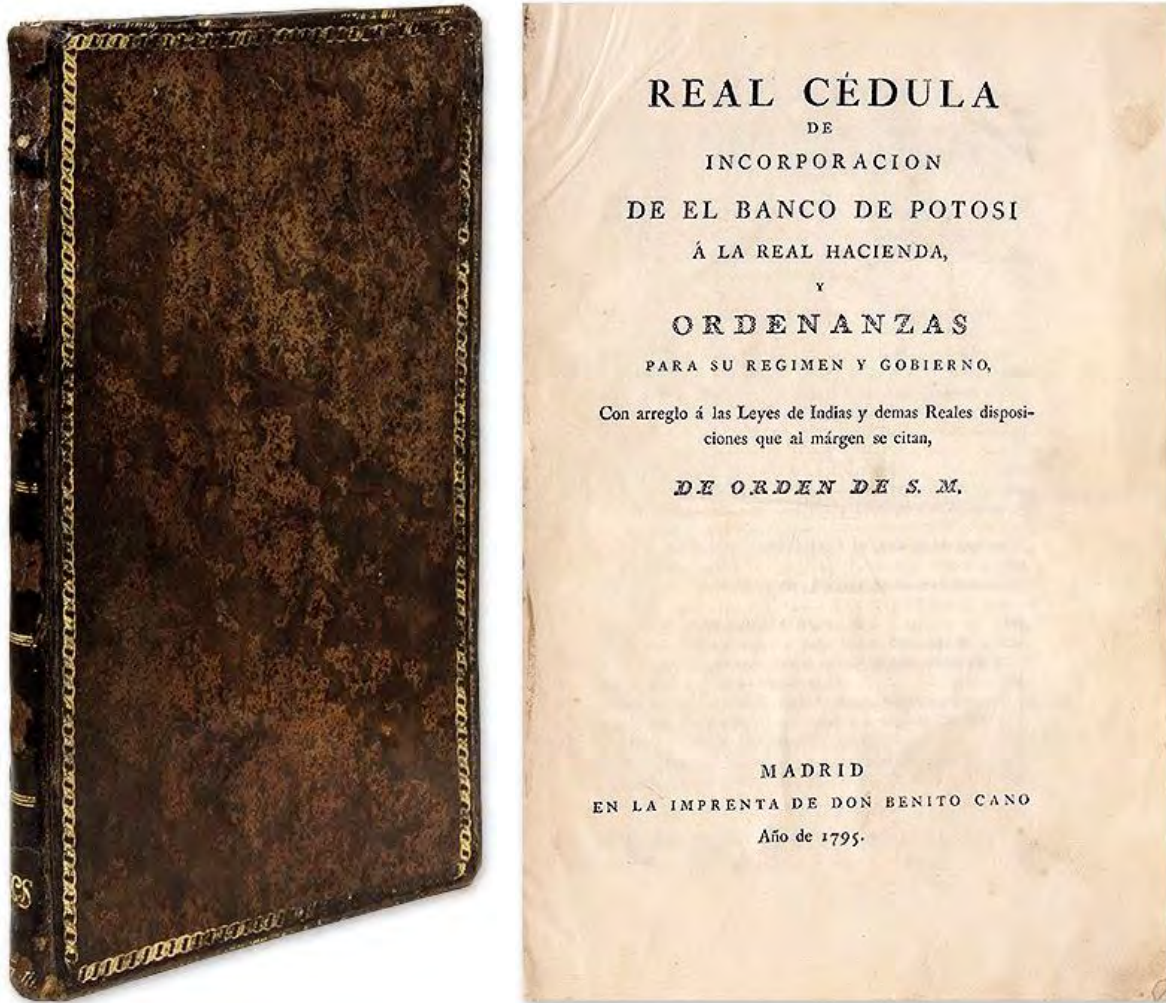 REAL CÉDULA
DE
INCORPORACION
DE EL BANCO DE POTOSI
Á LA REAL HACIENDA,
Y
ORDENANZAS
PARA SU REGIMEN Y GOBIERNO,
Con arreglo á las Leyes de Indias y demas Reales disposi-
ciones que al márgen se citan,
DE ORDEN DE S. M.
MADRID
EN LA IMPRENTA DE DON BENITO CANO
Año de 1795.